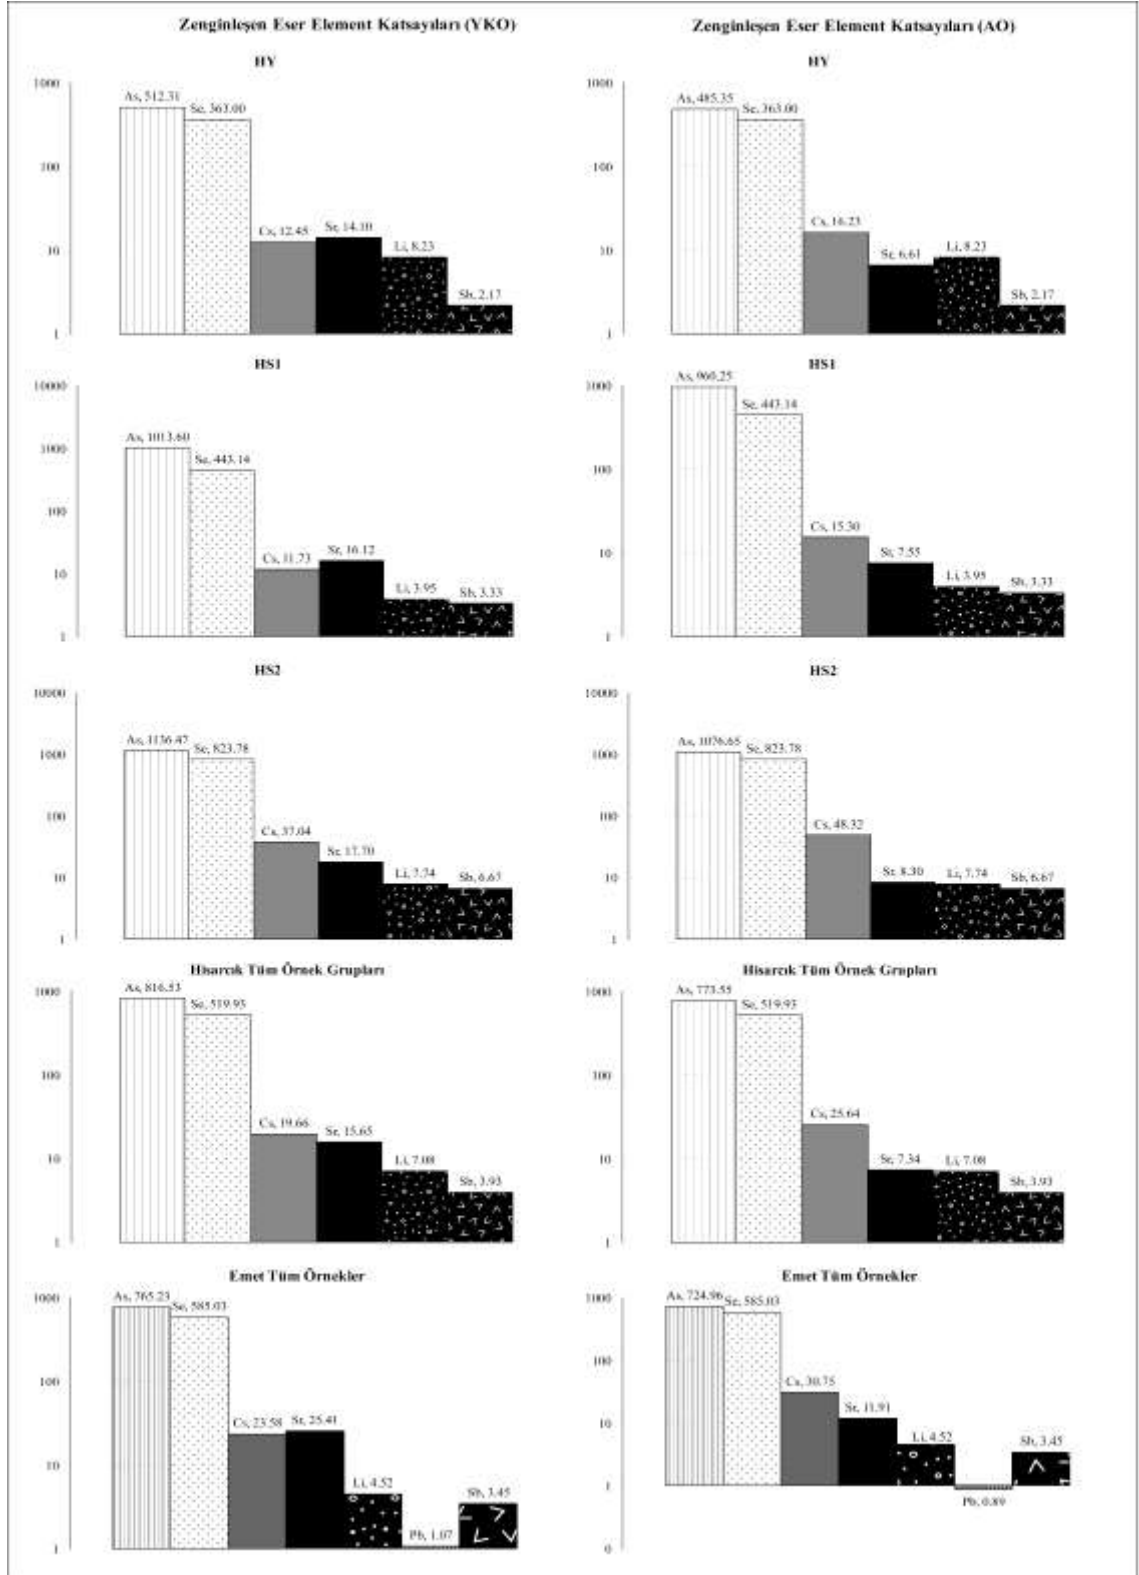 Zenginleşen Eser Element Katsayıları (YKO)
HY
1000
100
10
1
As, 512.31
Se, 363.00
Cs, 12.45
Sr, 14.10
Li, 8.23
Sb, 2.17
HS1
10000
1000
100
10
1
As, 1013.60
Se, 443.14
Cs, 11.73
Sr, 16.12
Li, 3.95
Sb, 3.33
HS2
10000
1000
100
10
1
As, 1136.47
Se, 823.78
Cs, 37.04
Sr, 17.70
Li, 7.74
Sb, 6.67
Hisarcık Tüm Örnek Grupları
1000
100
10
1
As, 816.53
Se, 519.93
Cs, 19.66
Sr, 15.65
Li, 7.08
Sb, 3.93
Emet Tüm Örnekler
1000
100
10
1
As, 765.23
Se, 585.03
Cs, 23.58
Sr, 25.41
Li, 4.52
Pb, 1.07
Sb, 3.45
Zenginleşen Eser Element Katsayıları (AO)
HY
1000
100
10
1
As, 485.35
Se, 363.00
Cs, 16.23
Sr, 6.61
Li, 8.23
Sb, 2.17
HS1
1000
100
10
1
As, 960.25
Se, 443.14
Cs, 15.30
Sr, 7.55
Li, 3.95
Sb, 3.33
HS2
10000
1000
100
10
1
As, 1076.65
Se, 823.78
Cs, 48.32
Sr, 8.30
Li, 7.74
Sb, 6.67
Hisarcık Tüm Örnek Grupları
1000
100
10
1
As, 773.55
Se, 519.93
Cs, 25.64
Sr, 7.34
Li, 7.08
Sb, 3.93
Emet Tüm Örnekler
1000
100
10
1
0
As, 724.96
Se, 585.03
Cs, 30.75
Sr, 11.91
Li, 4.52
Pb, 0.89
Sb, 3.45